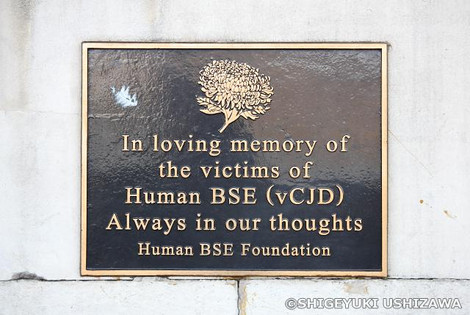 In loving memory of
the victims of
Human BSE (vCJD)
Always in our thoughts
Human BSE Foundation
©SHIGEYUKI USHIZAWA